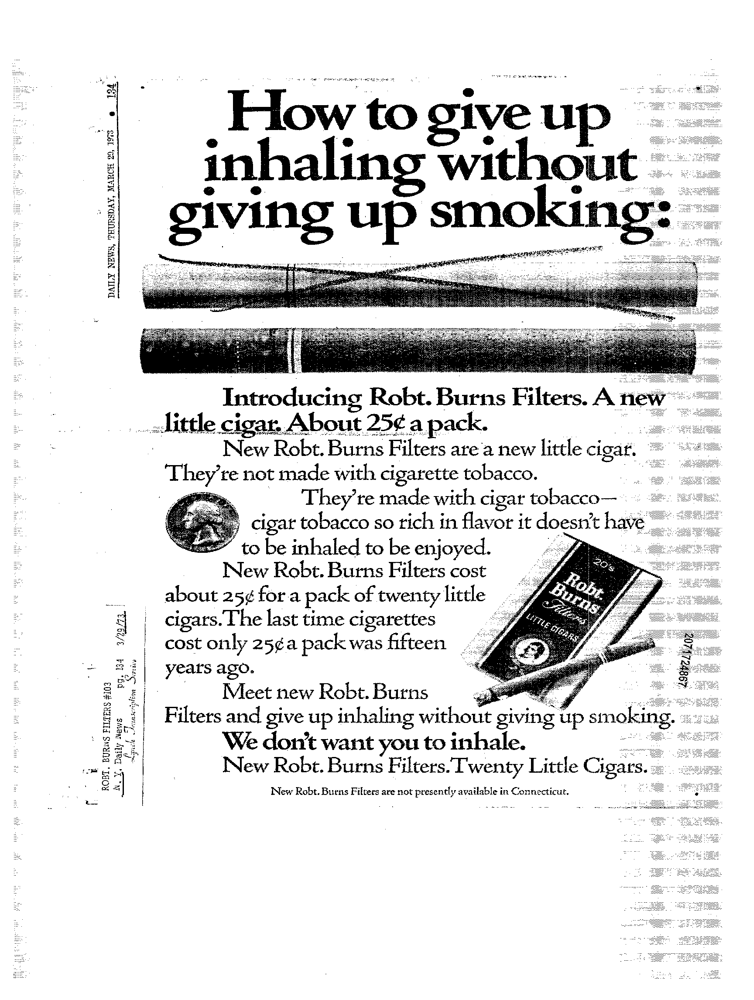 DAILY NEWS, THURSDAY, MARCH 29, 1973 • 134
How to give up
inhaling without
giving up smoking:
Introducing Robt. Burns Filters. A new
little cigar. About 25¢ a pack.
New Robt. Burns Filters are a new little cigar.
They're not made with cigarette tobacco.
They're made with cigar tobacco—
cigar tobacco so rich in flavor it doesn't have
to be inhaled to be enjoyed.
New Robt. Burns Filters cost
about 25¢ for a pack of twenty little
cigars. The last time cigarettes
cost only 25¢ a pack was fifteen
years ago.
Meet new Robt. Burns
Filters and give up inhaling without giving up smoking.
We don't want you to inhale.
New Robt. Burns Filters. Twenty Little Cigars.
New Robt. Burns Filters are not presently available in Connecticut.
20's
Robt.
Burns
Filters
LITTLE CIGARS
2071724867
ROBT. BURNS FILTERS #103
N. Y. Daily News pg. 134 3/29/73
Service